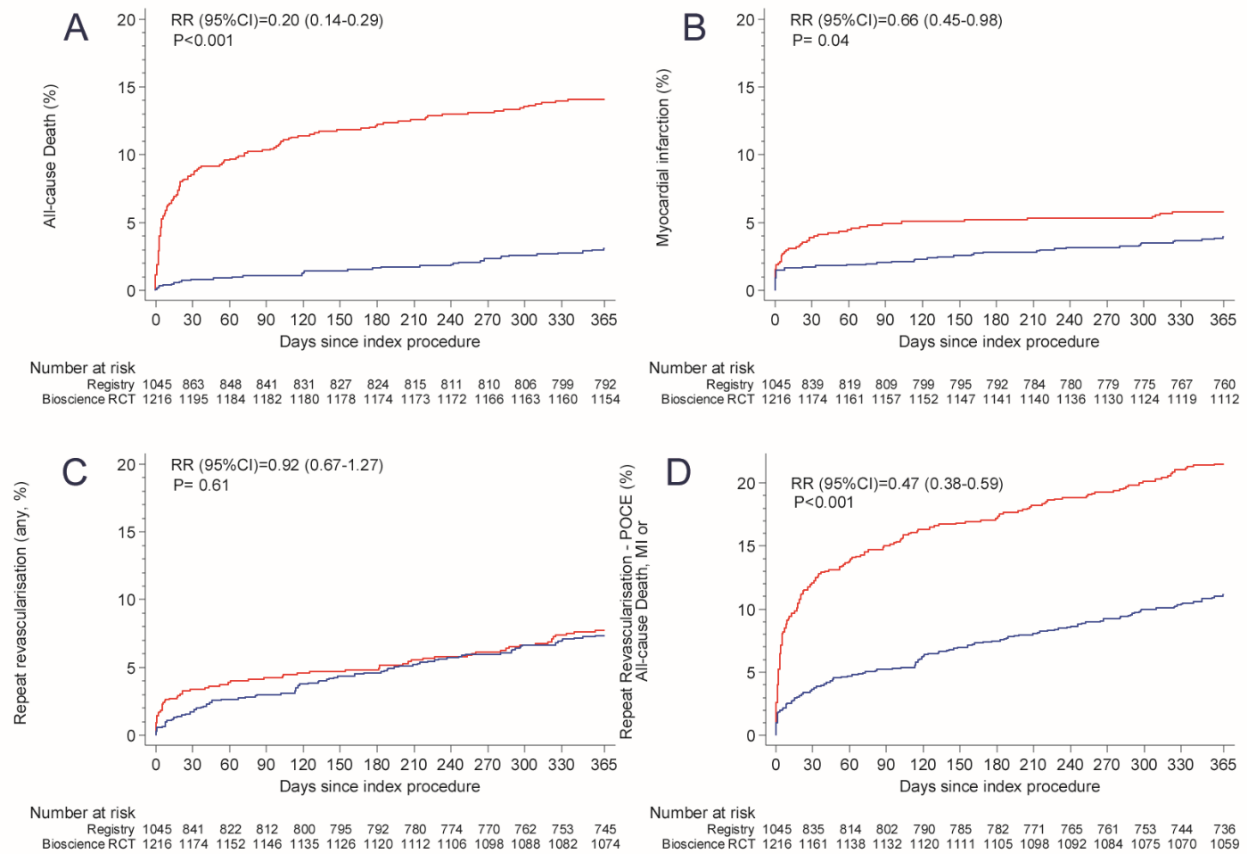 A
RR (95%CI)=0.20 (0.14-0.29)
P<0.001
All-cause Death (%)
20
15
10
5
0
0 30 60 90 120 150 180 210 240 270 300 330 365
Days since index procedure
Number at risk
Registry 1045 863 848 841 831 827 824 815 811 810 806 799 792
Bioscience RCT 1216 1195 1184 1182 1180 1178 1174 1173 1172 1166 1163 1160 1154
B
RR (95%CI)=0.66 (0.45-0.98)
P= 0.04
Myocardial infarction (%)
20
15
10
5
0
0 30 60 90 120 150 180 210 240 270 300 330 365
Days since index procedure
Number at risk
Registry 1045 839 819 809 799 795 792 784 780 779 775 767 760
Bioscience RCT 1216 1174 1161 1157 1152 1147 1141 1140 1136 1130 1124 1119 1112
C
RR (95%CI)=0.92 (0.67-1.27)
P= 0.61
Repeat revascularisation (any, %)
20
15
10
5
0
0 30 60 90 120 150 180 210 240 270 300 330 365
Days since index procedure
Number at risk
Registry 1045 841 822 812 800 795 792 780 774 770 762 753 745
Bioscience RCT 1216 1174 1152 1146 1135 1126 1120 1112 1106 1098 1088 1082 1074
D
RR (95%CI)=0.47 (0.38-0.59)
P<0.001
Repeat Revascularisation - POCE (%)
All-cause Death, MI or
20
15
10
5
0
0 30 60 90 120 150 180 210 240 270 300 330 365
Days since index procedure
Number at risk
Registry 1045 835 814 802 790 785 782 771 765 761 753 744 736
Bioscience RCT 1216 1161 1138 1132 1120 1111 1105 1098 1092 1084 1075 1070 1059